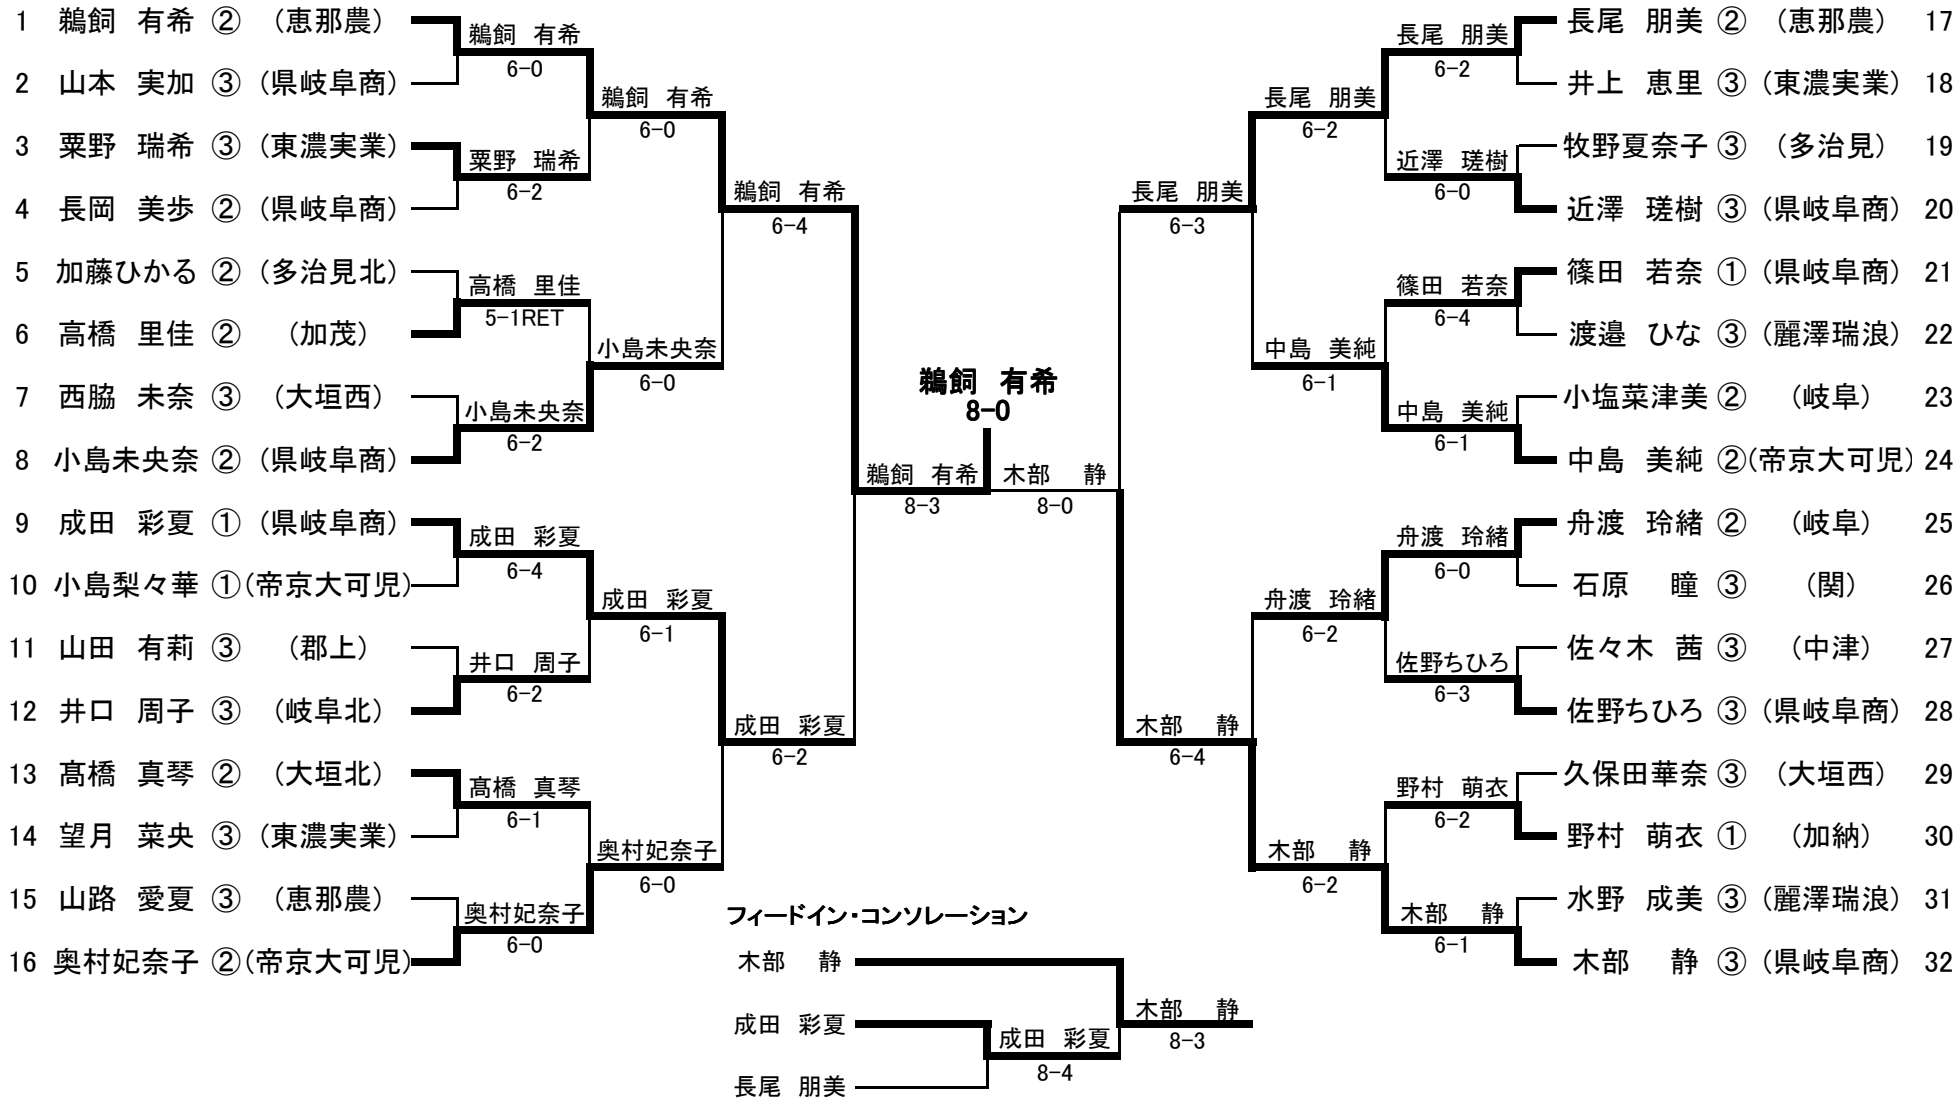 1 鵜飼 有希 ② （恵那農）
2 山本 実加 ③ （県岐阜商）
3 粟野 瑞希 ③ （東濃実業）
4 長岡 美歩 ② （県岐阜商）
5 加藤ひかる ② （多治見北）
6 高橋 里佳 ② （加茂）
7 西脇 未奈 ③ （大垣西）
8 小島未央奈 ② （県岐阜商）
9 成田 彩夏 ① （県岐阜商）
10 小島梨々華 ① （帝京大可児）
11 山田 有莉 ③ （郡上）
12 井口 周子 ③ （岐阜北）
13 髙橋 真琴 ② （大垣北）
14 望月 菜央 ③ （東濃実業）
15 山路 愛夏 ③ （恵那農）
16 奥村妃奈子 ② （帝京大可児）
鵜飼 有希
6-0
粟野 瑞希
6-2
高橋 里佳
5-1RET
小島未央奈
6-2
成田 彩夏
6-4
井口 周子
6-2
髙橋 真琴
6-1
奥村妃奈子
6-0
鵜飼 有希
6-0
小島未央奈
6-0
成田 彩夏
6-1
奥村妃奈子
6-0
鵜飼 有希
6-4
成田 彩夏
6-2
鵜飼 有希
8-3
鵜飼 有希
8-0
木部 静
8-0
長尾 朋美
6-3
木部 静
6-4
長尾 朋美
6-2
中島 美純
6-1
舟渡 玲緒
6-2
木部 静
6-2
長尾 朋美
6-2
近澤 瑳樹
6-0
篠田 若奈
6-4
中島 美純
6-1
舟渡 玲緒
6-0
佐野ちひろ
6-3
野村 萌衣
6-2
木部 静
6-1
長尾 朋美 ② （恵那農） 17
井上 恵里 ③ （東濃実業） 18
牧野夏奈子 ③ （多治見） 19
近澤 瑳樹 ③ （県岐阜商） 20
篠田 若奈 ① （県岐阜商） 21
渡邉 ひな ③ （麗澤瑞浪） 22
小塩菜津美 ② （岐阜） 23
中島 美純 ② （帝京大可児） 24
舟渡 玲緒 ② （岐阜） 25
石原 瞳 ③ （関） 26
佐々木 茜 ③ （中津） 27
佐野ちひろ ③ （県岐阜商） 28
久保田華奈 ③ （大垣西） 29
野村 萌衣 ① （加納） 30
水野 成美 ③ （麗澤瑞浪） 31
木部 静 ③ （県岐阜商） 32
フィードイン・コンソレーション
木部 静
成田 彩夏
長尾 朋美
成田 彩夏
8-4
木部 静
8-3